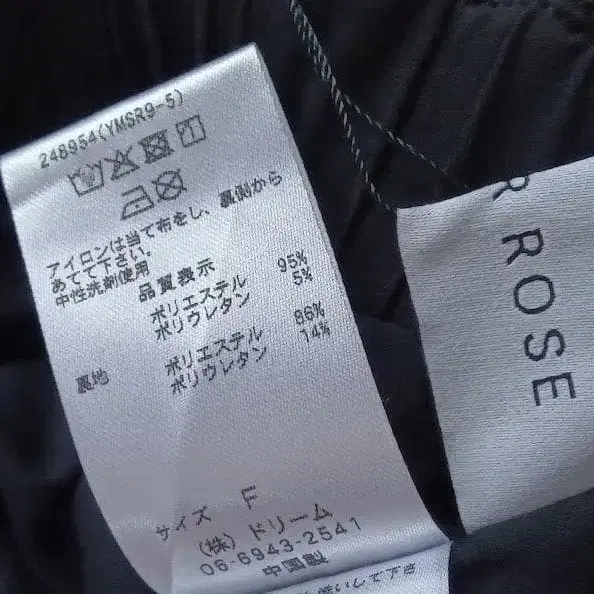 248954(YMSR9-5)
アイロンは当て布をし、裏側から
あてて下さい。
中性洗剤使用
品質表示
ポリエステル 95%
ポリウレタン 5%
裏地 ポリエステル 86%
ポリウレタン 14%
サイズ F
(株)ドリーム
06-6943-2541
中国製
R ROSE